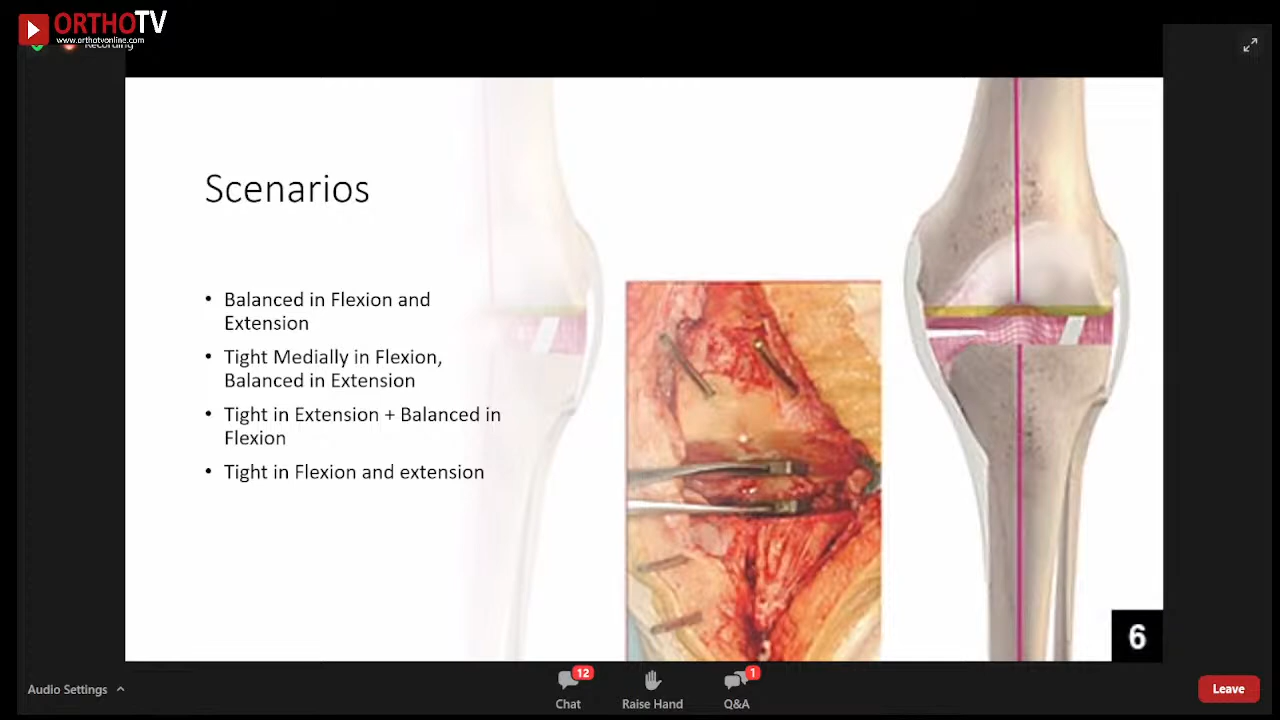 ORTHOTV
www.orthotvonline.com
Recording
Scenarios
• Balanced in Flexion and
Extension
• Tight Medially in Flexion,
Balanced in Extension
• Tight in Extension + Balanced in
Flexion
• Tight in Flexion and extension
6
Audio Settings
12
Chat
Raise Hand
1
Q&A
Leave